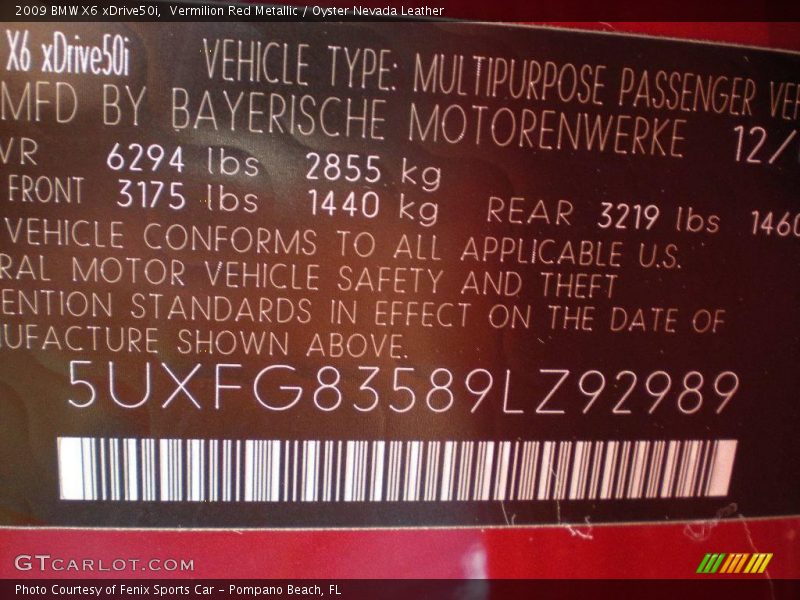 2009 BMW X6 xDrive50i, Vermilion Red Metallic / Oyster Nevada Leather
X6 xDrive50i VEHICLE TYPE: MULTIPURPOSE PASSENGER VE
MFD BY BAYERISCHE MOTORENWERKE 12/
VR 6294 lbs 2855 kg
FRONT 3175 lbs 1440 kg REAR 3219 lbs 1460
VEHICLE CONFORMS TO ALL APPLICABLE U.S.
RAL MOTOR VEHICLE SAFETY AND THEFT
ENTION STANDARDS IN EFFECT ON THE DATE OF
NUFACTURE SHOWN ABOVE.
5UXFG83589LZ92989
GTCARLOT.COM
Photo Courtesy of Fenix Sports Car - Pompano Beach, FL